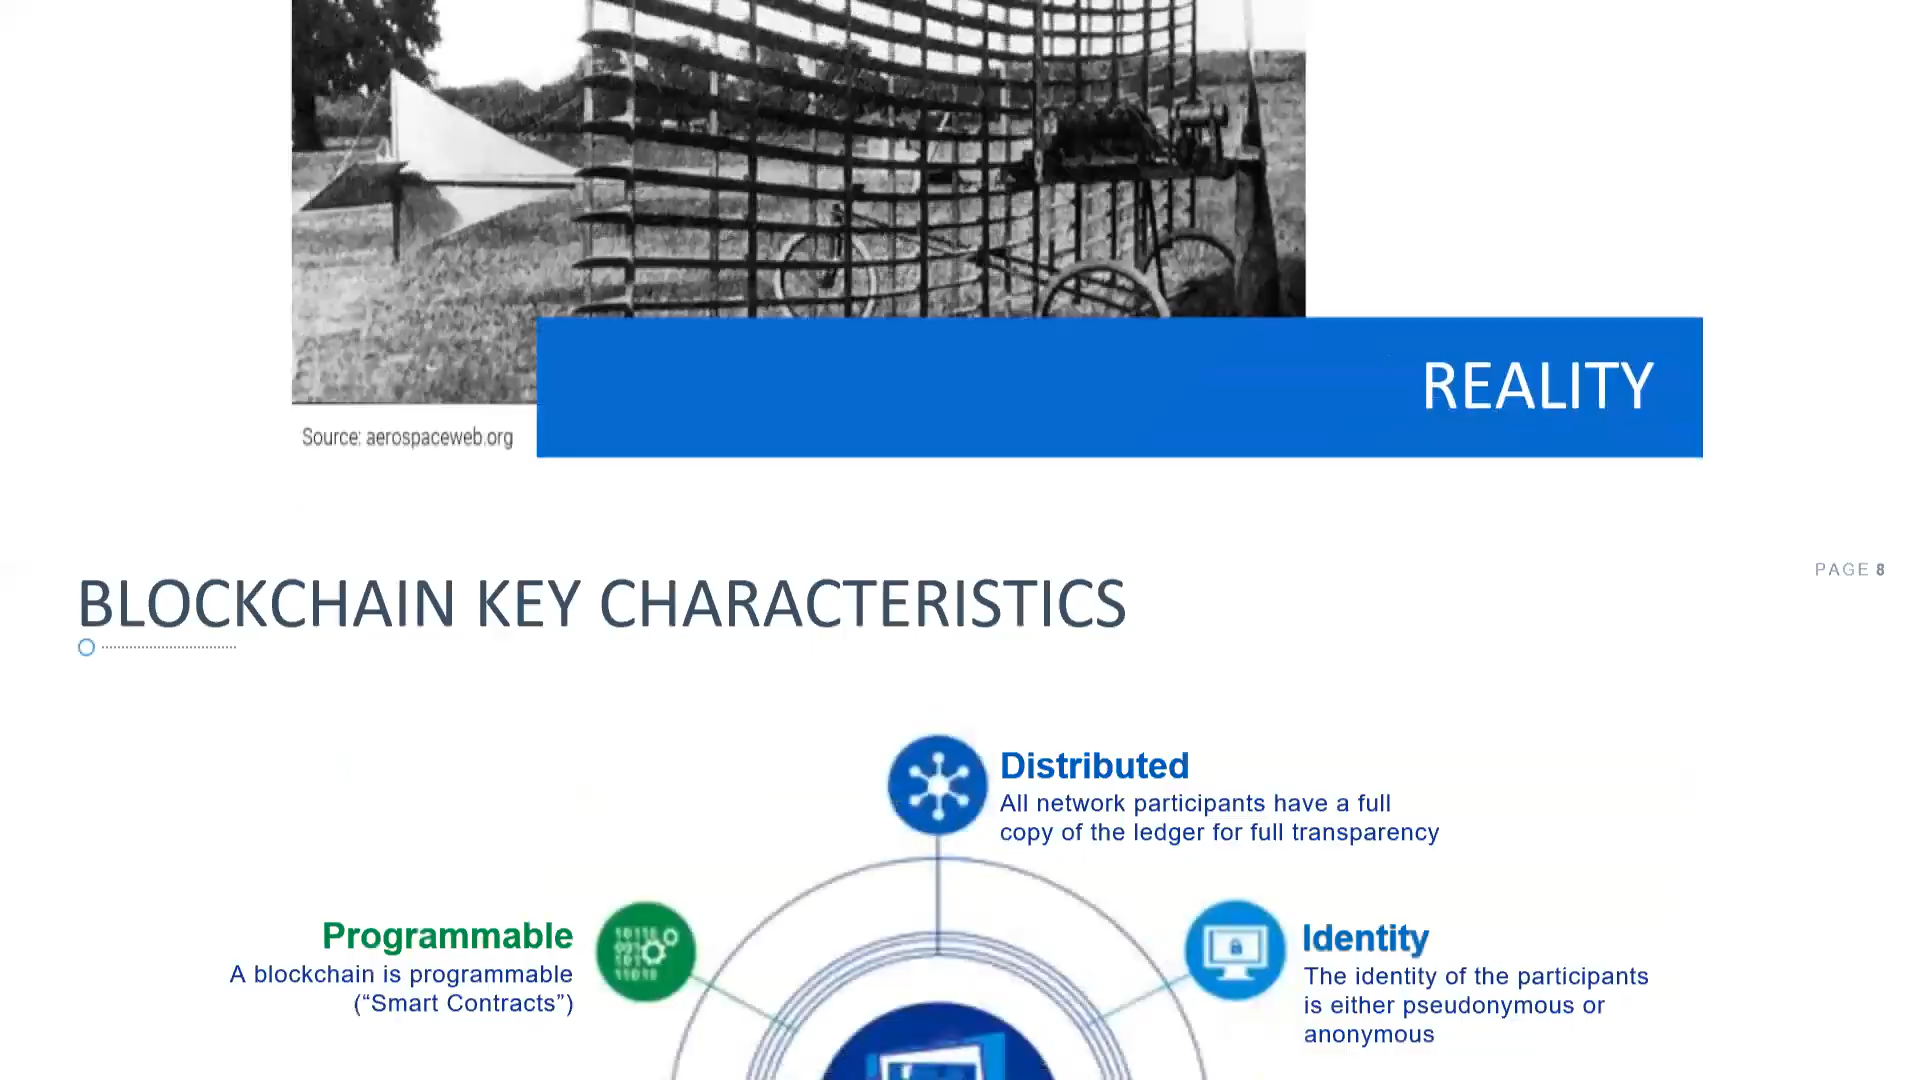 REALITY
Source: aerospaceweb.org
PAGE 8
BLOCKCHAIN KEY CHARACTERISTICS
Distributed
All network participants have a full
copy of the ledger for full transparency
Programmable
A blockchain is programmable
(“Smart Contracts”)
Identity
The identity of the participants
is either pseudonymous or
anonymous